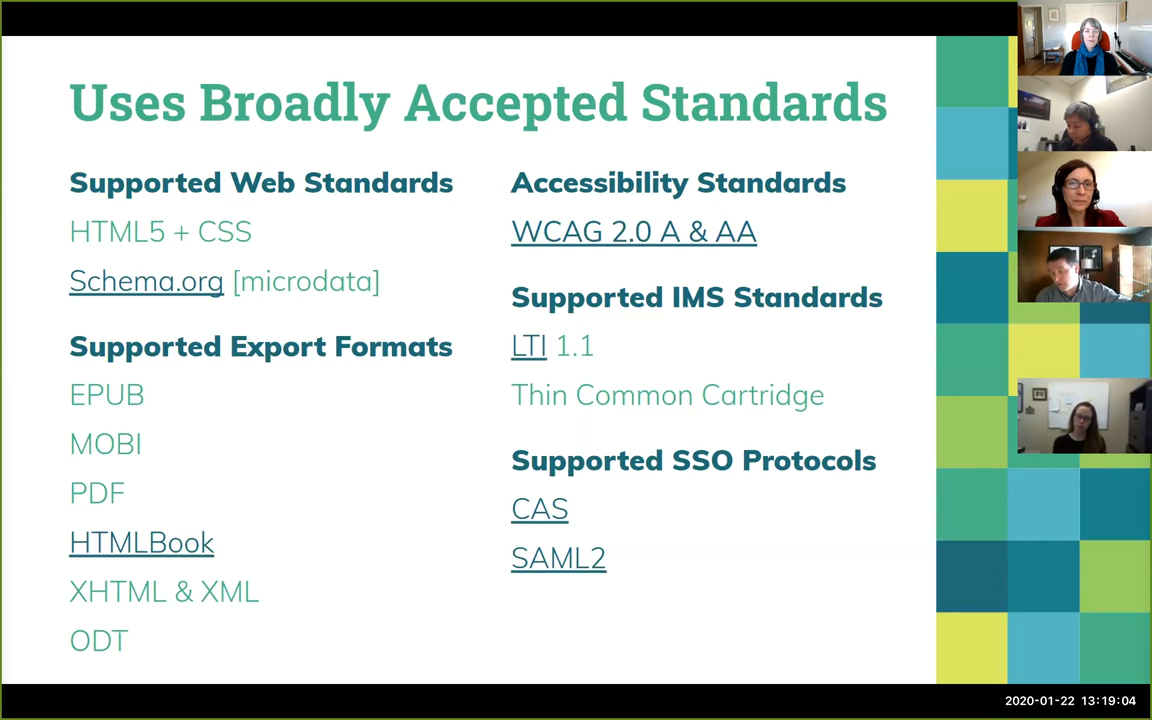 Uses Broadly Accepted Standards
Supported Web Standards
HTML5 + CSS
Schema.org [microdata]
Supported Export Formats
EPUB
MOBI
PDF
HTMLBook
XHTML & XML
ODT
Accessibility Standards
WCAG 2.0 A & AA
Supported IMS Standards
LTI 1.1
Thin Common Cartridge
Supported SSO Protocols
CAS
SAML2
2020-01-22 13:19:04